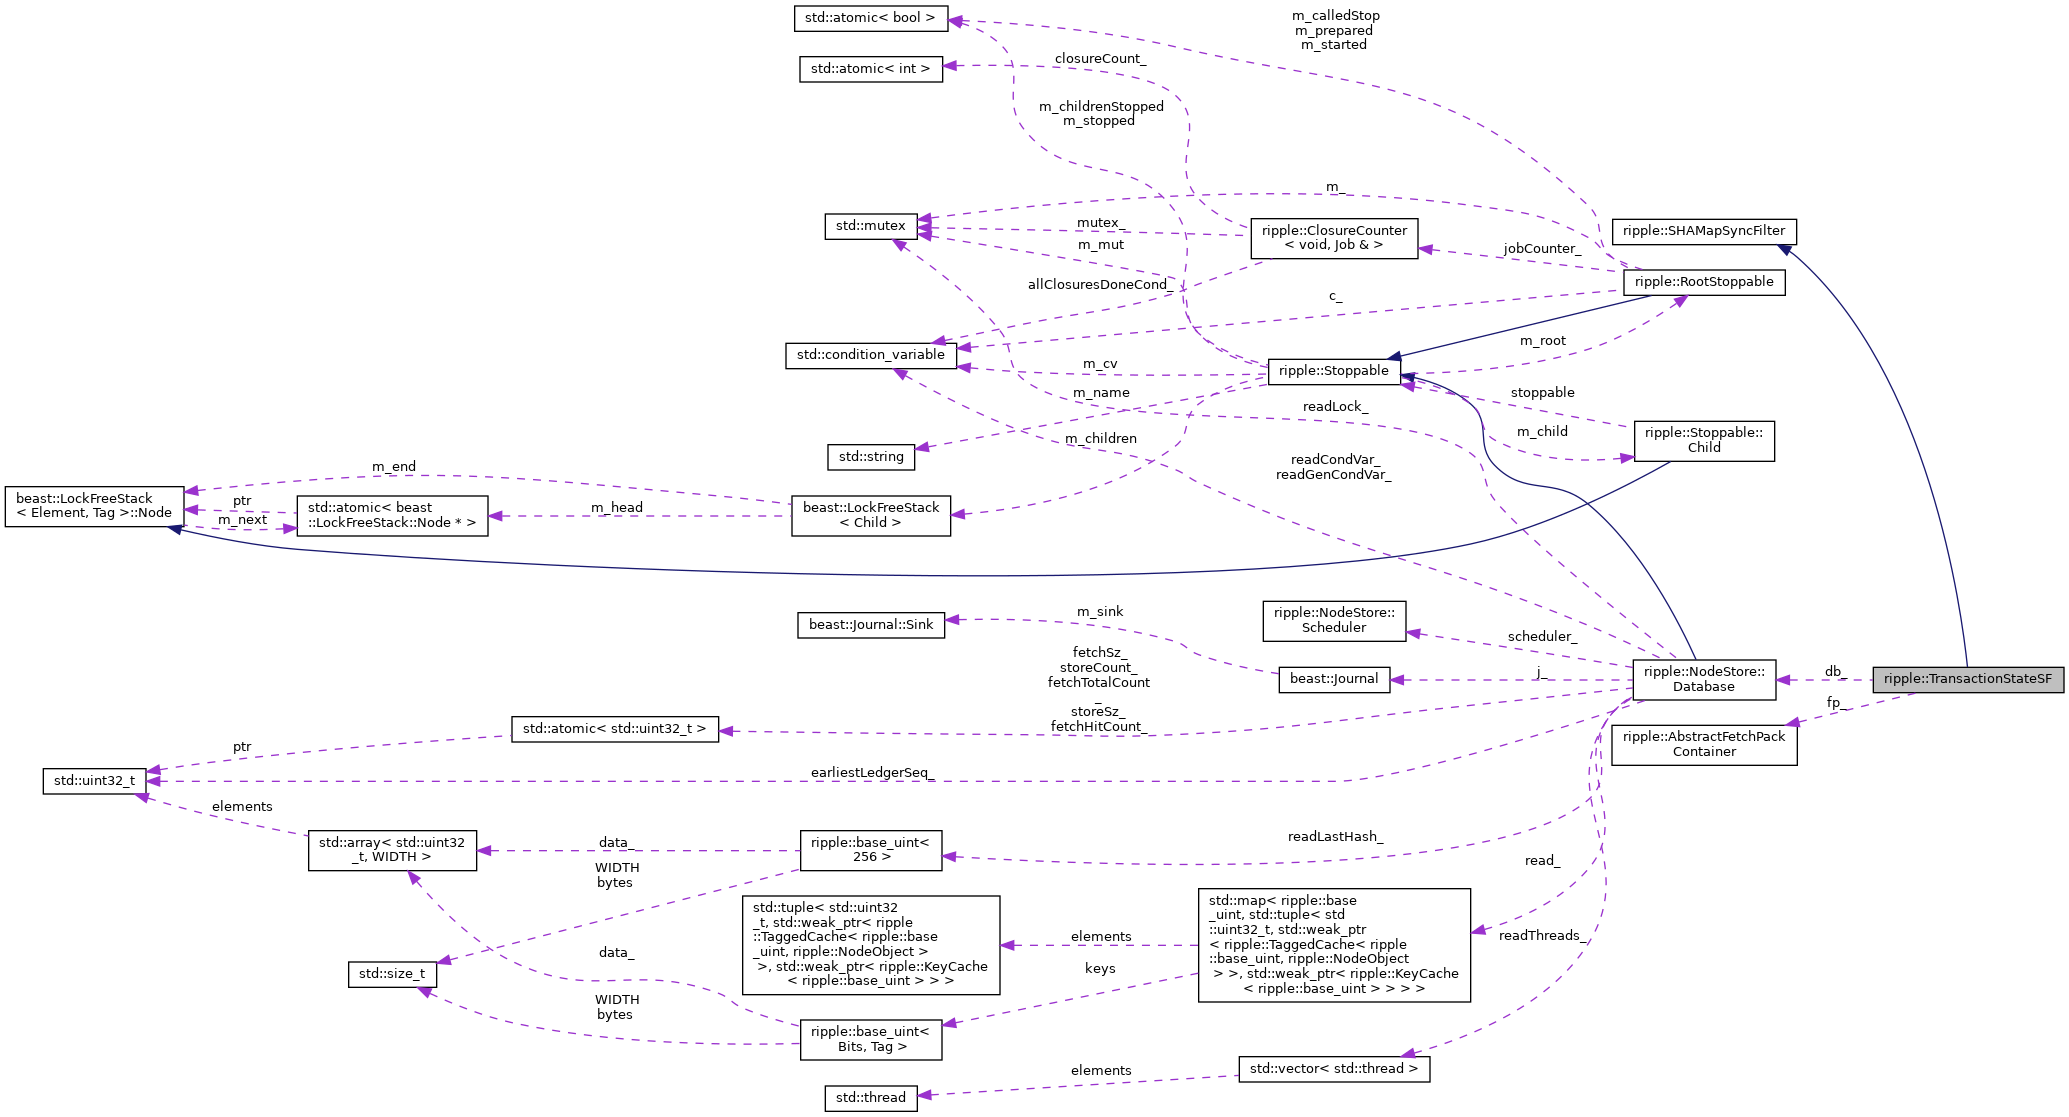 std::atomic< bool >
m_calledStop
m_prepared
m_started
std::atomic< int >
closureCount_
m_childrenStopped
m_stopped
m_
std::mutex
mutex_
m_mut
ripple::ClosureCounter
< void, Job & >
ripple::SHAMapSyncFilter
jobCounter_
ripple::RootStoppable
allClosuresDoneCond_
c_
std::condition_variable
m_cv
ripple::Stoppable
m_root
m_name
readLock_
stoppable
m_child
ripple::Stoppable::
Child
std::string
m_children
readCondVar_
readGenCondVar_
m_end
beast::LockFreeStack
< Element, Tag >::Node
ptr
m_next
std::atomic< beast
::LockFreeStack::Node * >
m_head
beast::LockFreeStack
< Child >
beast::Journal::Sink
m_sink
ripple::NodeStore::
Scheduler
scheduler_
fetchSz_
storeCount_
fetchTotalCount
_
storeSz_
fetchHitCount_
beast::Journal
j_
ripple::NodeStore::
Database
db_
ripple::TransactionStateSF
fp_
ripple::AbstractFetchPack
Container
std::atomic< std::uint32_t >
ptr
std::uint32_t
earliestLedgerSeq_
elements
std::array< std::uint32
_t, WIDTH >
data_
ripple::base_uint<
256 >
readLastHash_
WIDTH
bytes
read_
std::tuple< std::uint32
_t, std::weak_ptr< ripple
::TaggedCache< ripple::base
_uint, ripple::NodeObject >
>, std::weak_ptr< ripple::KeyCache
< ripple::base_uint > > >
elements
keys
std::map< ripple::base
_uint, std::tuple< std
::uint32_t, std::weak_ptr
< ripple::TaggedCache< ripple
::base_uint, ripple::NodeObject
> >, std::weak_ptr< ripple::KeyCache
< ripple::base_uint > > > >
readThreads_
data_
std::size_t
WIDTH
bytes
ripple::base_uint<
Bits, Tag >
std::vector< std::thread >
elements
std::thread